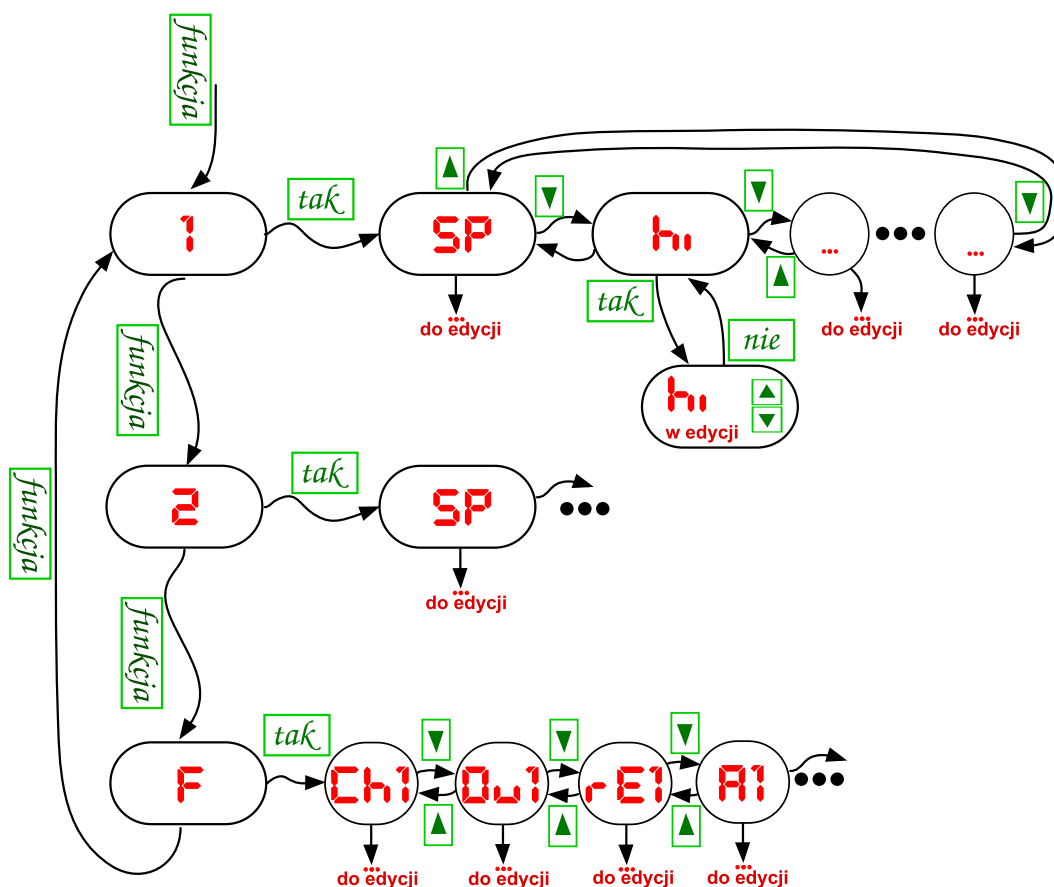 funkcja
1
tak
SP
hi
...
...
do edycji
tak
nie
do edycji
do edycji
funkcja
hi
w edycji
funkcja
2
tak
SP
do edycji
funkcja
F
tak
Ch1
Ou1
rE1
A1
do edycji
do edycji
do edycji
do edycji